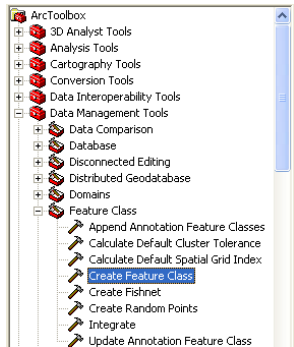 ArcToolbox
3D Analyst Tools
Analysis Tools
Cartography Tools
Conversion Tools
Data Interoperability Tools
Data Management Tools
Data Comparison
Database
Disconnected Editing
Distributed Geodatabase
Domains
Feature Class
Append Annotation Feature Classes
Calculate Default Cluster Tolerance
Calculate Default Spatial Grid Index
Create Feature Class
Create Fishnet
Create Random Points
Integrate
Update Annotation Feature Class